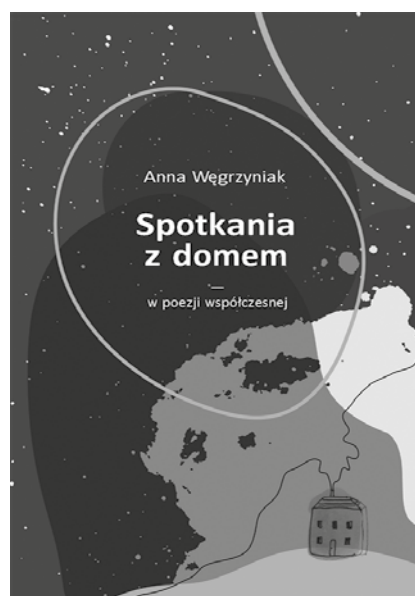 Anna Węgrzyniak
Spotkania
z domem
—
w poezji współczesnej